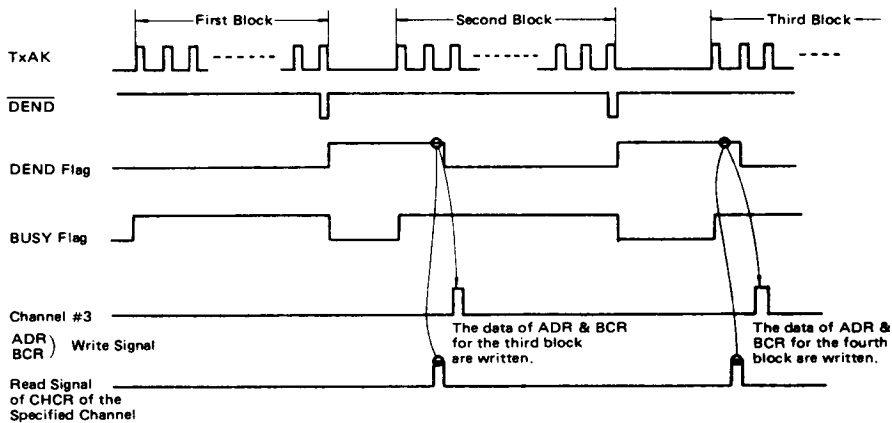 First Block
Second Block
Third Block
TxAK
DEND
DEND Flag
BUSY Flag
Channel #3
ADR
BCR ) Write Signal
The data of ADR & BCR
for the third block
are written.
The data of ADR &
BCR for the fourth
block are written.
Read Signal
of CHCR of the
Specified Channel